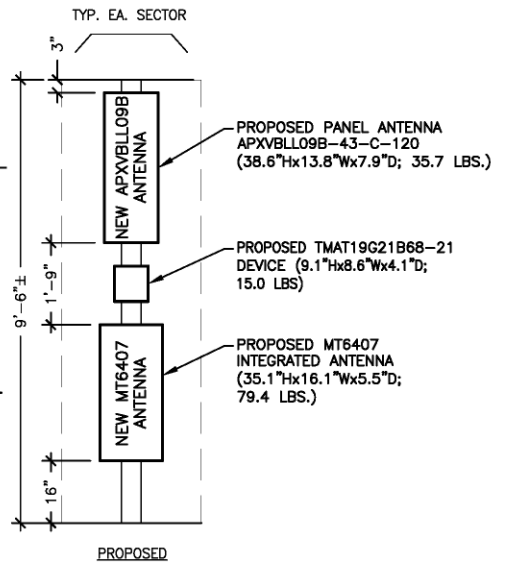 TYP. EA. SECTOR
3"
NEW APXVBLL09B
ANTENNA
PROPOSED PANEL ANTENNA
APXVBLL09B-43-C-120
(38.6"Hx13.8"Wx7.9"D; 35.7 LBS.)
9'-6"±
1'-9"
PROPOSED TMAT19G21B68-21
DEVICE (9.1"Hx8.6"Wx4.1"D;
15.0 LBS)
NEW MT6407
ANTENNA
PROPOSED MT6407
INTEGRATED ANTENNA
(35.1"Hx16.1"Wx5.5"D;
79.4 LBS.)
16"
PROPOSED